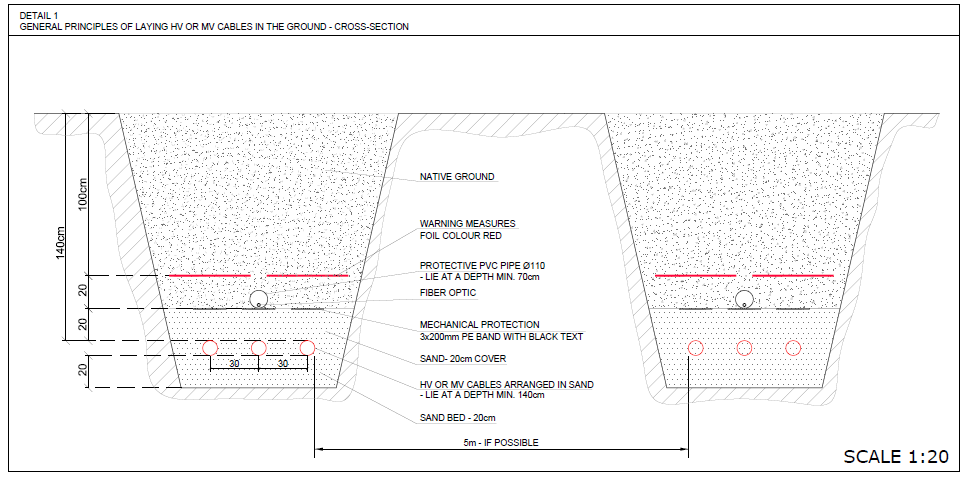 DETAIL 1
GENERAL PRINCIPLES OF LAYING HV OR MV CABLES IN THE GROUND - CROSS-SECTION
NATIVE GROUND
WARNING MEASURES
FOIL COLOUR RED
PROTECTIVE PVC PIPE Ø110
- LIE AT A DEPTH MIN. 70cm
FIBER OPTIC
MECHANICAL PROTECTION
3x200mm PE BAND WITH BLACK TEXT
SAND- 20cm COVER
HV OR MV CABLES ARRANGED IN SAND
- LIE AT A DEPTH MIN. 140cm
SAND BED - 20cm
100cm
140cm
20
20
20
30
30
5m - IF POSSIBLE
SCALE 1:20